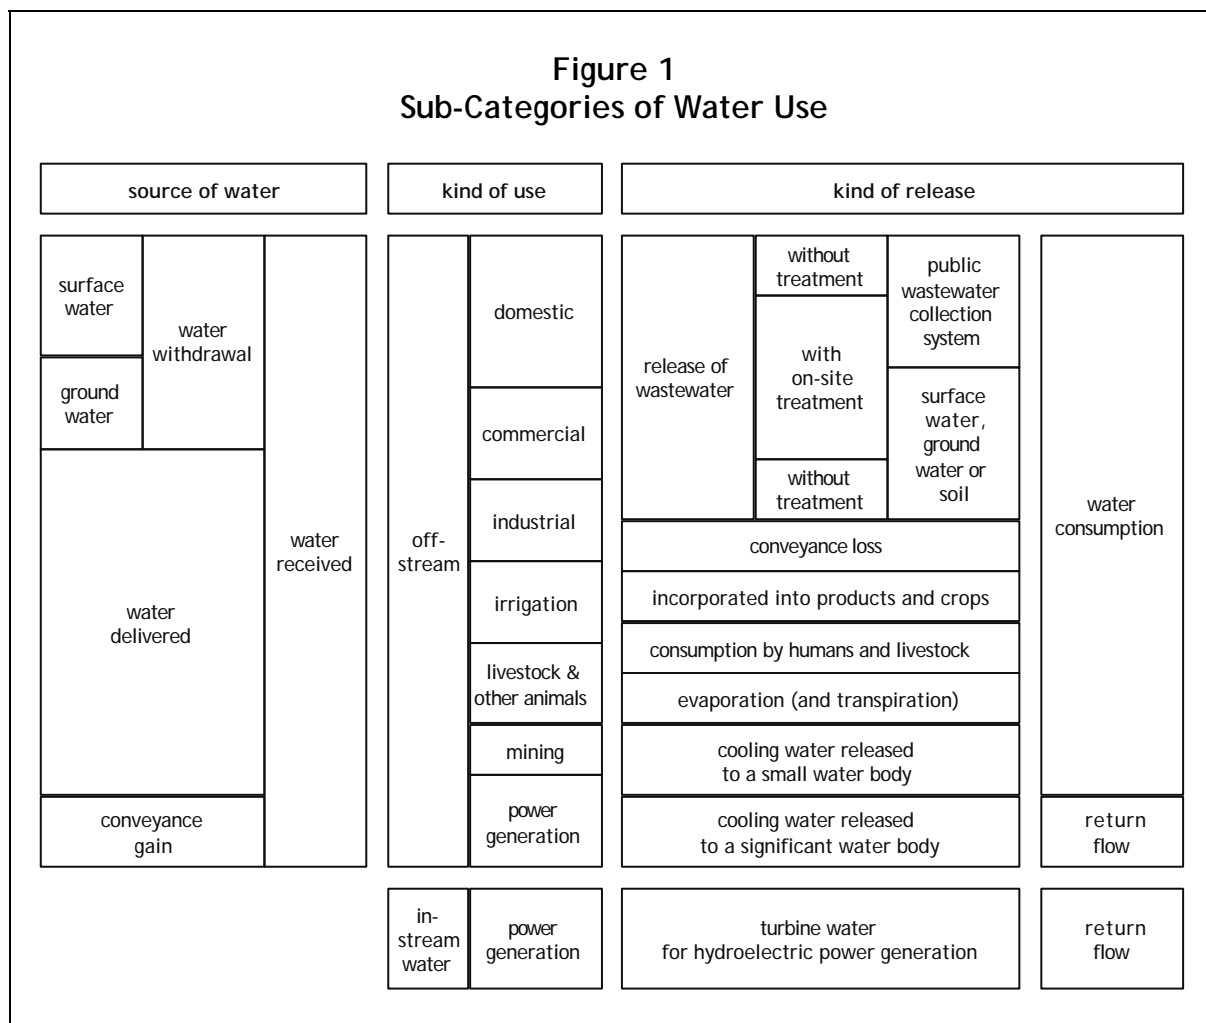 Figure 1
Sub-Categories of Water Use
source of water
kind of use
kind of release
surface
water
ground
water
water
withdrawal
water
delivered
conveyance
gain
water
received
off-
stream
domestic
commercial
industrial
irrigation
livestock &
other animals
mining
power
generation
release of
wastewater
without
treatment
with
on-site
treatment
without
treatment
public
wastewater
collection
system
surface
water,
ground
water or
soil
conveyance loss
incorporated into products and crops
consumption by humans and livestock
evaporation (and transpiration)
cooling water released
to a small water body
cooling water released
to a significant water body
water
consumption
return
flow
in-
stream
water
power
generation
turbine water
for hydroelectric power generation
return
flow